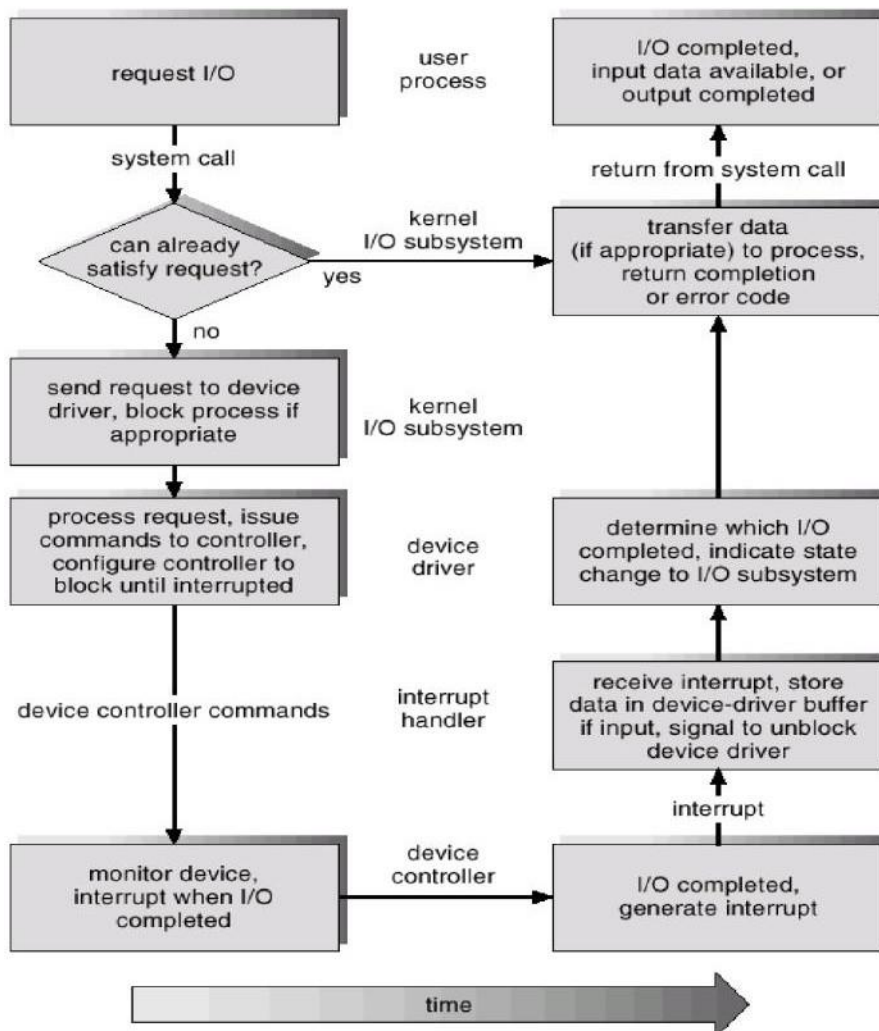 request I/O
user
process
I/O completed,
input data available, or
output completed
system call
return from system call
can already
satisfy request?
kernel
I/O subsystem
yes
transfer data
(if appropriate) to process,
return completion
or error code
no
send request to device
driver, block process if
appropriate
kernel
I/O subsystem
process request, issue
commands to controller,
configure controller to
block until interrupted
device
driver
determine which I/O
completed, indicate state
change to I/O subsystem
device controller commands
interrupt
handler
receive interrupt, store
data in device-driver buffer
if input, signal to unblock
device driver
interrupt
monitor device,
interrupt when I/O
completed
device
controller
I/O completed,
generate interrupt
time